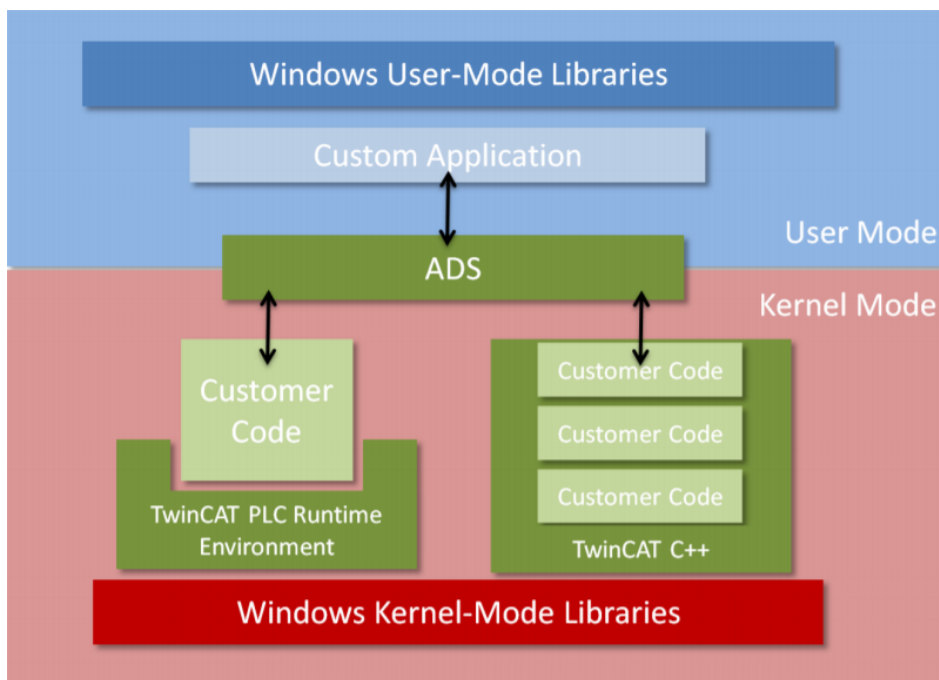 Windows User-Mode Libraries
Custom Application
User Mode
ADS
Kernel Mode
Customer
Code
Customer Code
Customer Code
Customer Code
TwinCAT PLC Runtime
Environment
TwinCAT C++
Windows Kernel-Mode Libraries